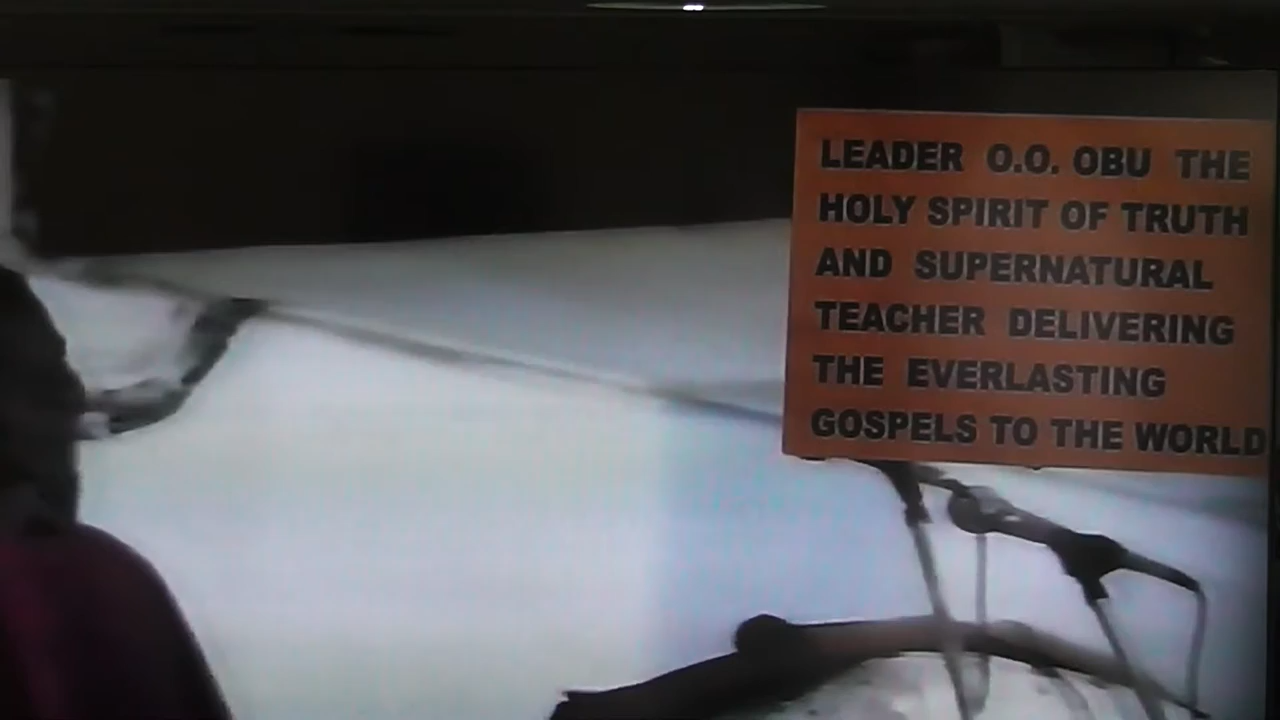 LEADER O.O. OBU THE
HOLY SPIRIT OF TRUTH
AND SUPERNATURAL
TEACHER DELIVERING
THE EVERLASTING
GOSPELS TO THE WORLD